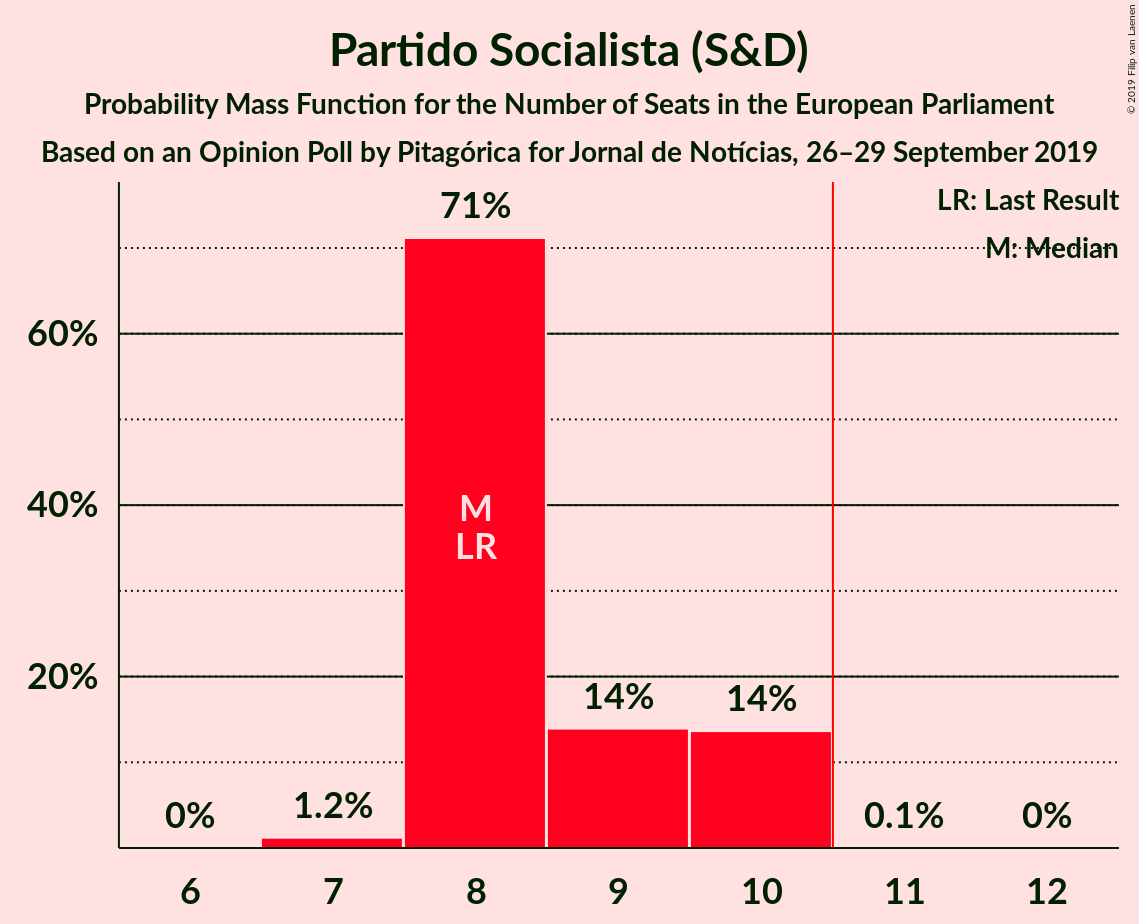 Partido Socialista (S&D)
Probability Mass Function for the Number of Seats in the European Parliament
Based on an Opinion Poll by Pitagórica for Jornal de Notícias, 26–29 September 2019
© 2019 Filip van Laenen
LR: Last Result
M: Median
71%
60%
40%
20%
M
LR
0%
1.2%
14%
14%
0.1%
0%
6 7 8 9 10 11 12